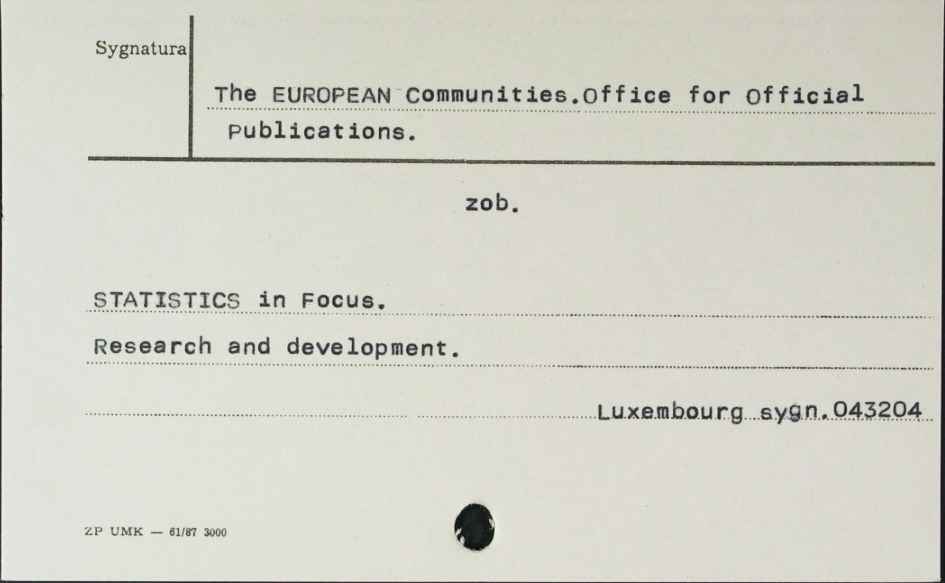 Sygnatura
The EUROPEAN Communities.Office for Official
Publications.
zob.
STATISTICS in Focus.
Research and development.
Luxembourg sygn.043204
ZP UMK — 61/87 3000